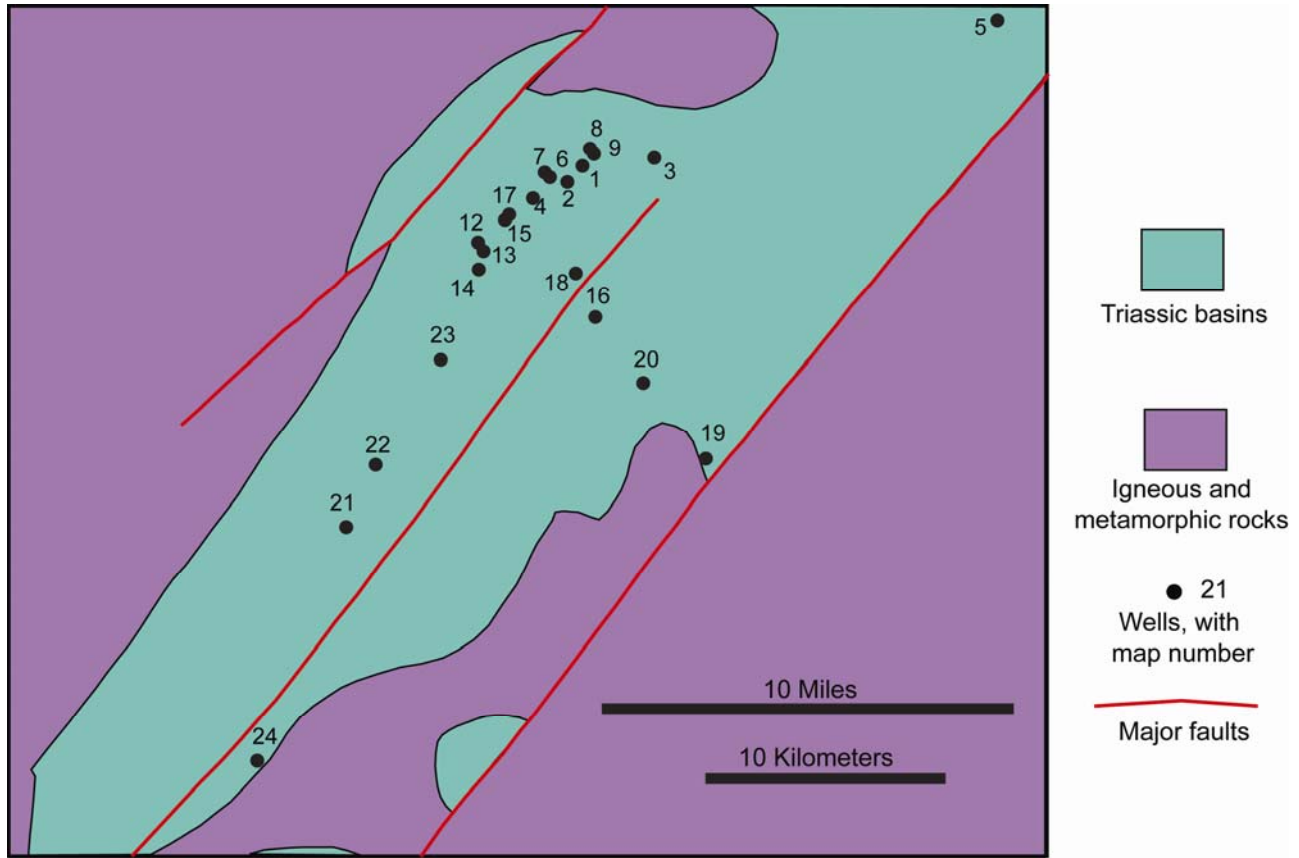 5
8
7
6
9
1
3
17
4
2
12
15
13
14
18
16
23
20
22
19
21
24
10 Miles
10 Kilometers
Triassic basins
Igneous and
metamorphic rocks
21
Wells, with
map number
Major faults